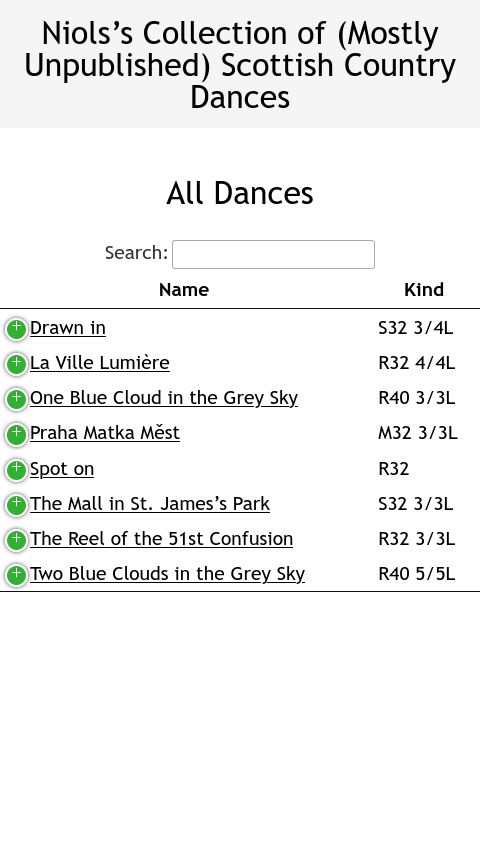 Niols’s Collection of (Mostly
Unpublished) Scottish Country
Dances
All Dances
Search:
Name Kind
Drawn in S32 3/4L
La Ville Lumière R32 4/4L
One Blue Cloud in the Grey Sky R40 3/3L
Praha Matka Měst M32 3/3L
Spot on R32
The Mall in St. James’s Park S32 3/3L
The Reel of the 51st Confusion R32 3/3L
Two Blue Clouds in the Grey Sky R40 5/5L